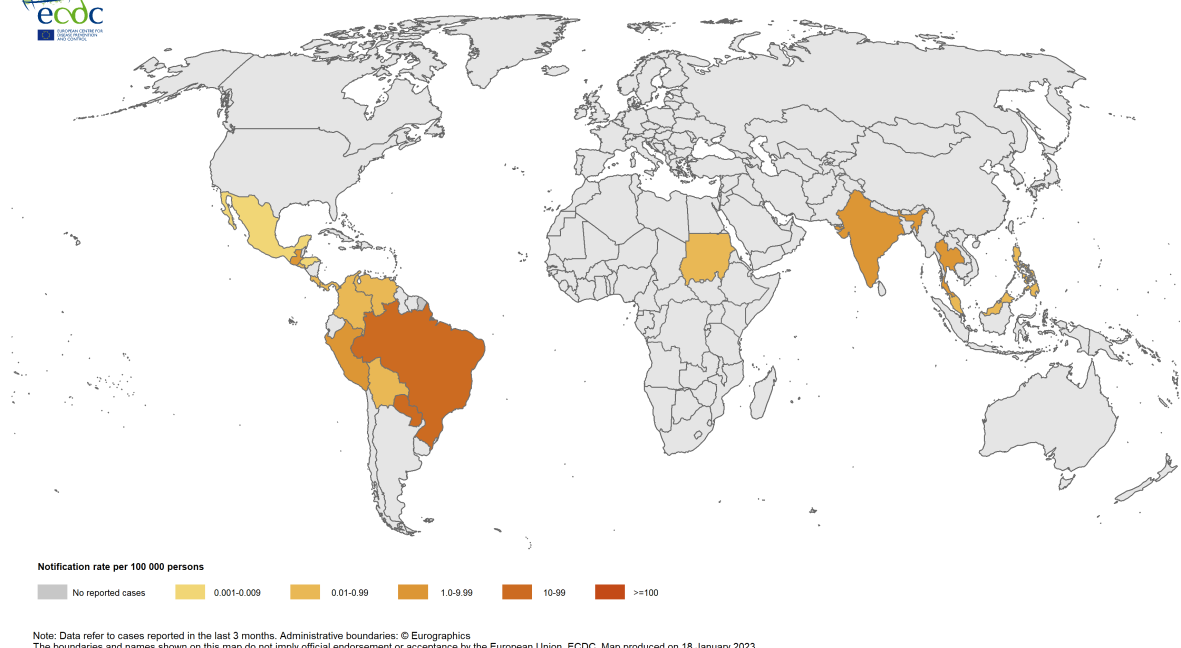 ecdc
EUROPEAN CENTRE FOR
DISEASE PREVENTION
AND CONTROL
Notification rate per 100 000 persons
No reported cases
0.001-0.009
0.01-0.99
1.0-9.99
10-99
>=100
Note: Data refer to cases reported in the last 3 months. Administrative boundaries: © Eurographics
The boundaries and names shown on this map do not imply official endorsement or acceptance by the European Union. ECDC. Map produced on 18 January 2023